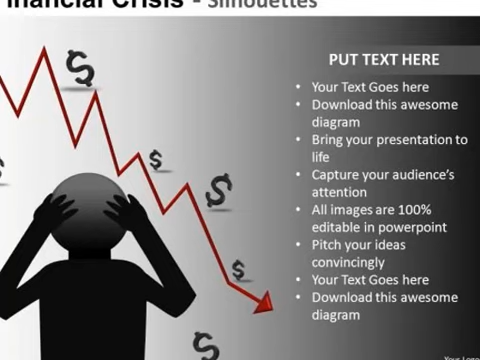 inancial Crisis - Silhouettes
PUT TEXT HERE
• Your Text Goes here
• Download this awesome
diagram
• Bring your presentation to
life
• Capture your audience's
attention
• All images are 100%
editable in powerpoint
• Pitch your ideas
convincingly
• Your Text Goes here
• Download this awesome
diagram
$
$
$
$
$
Your Logo